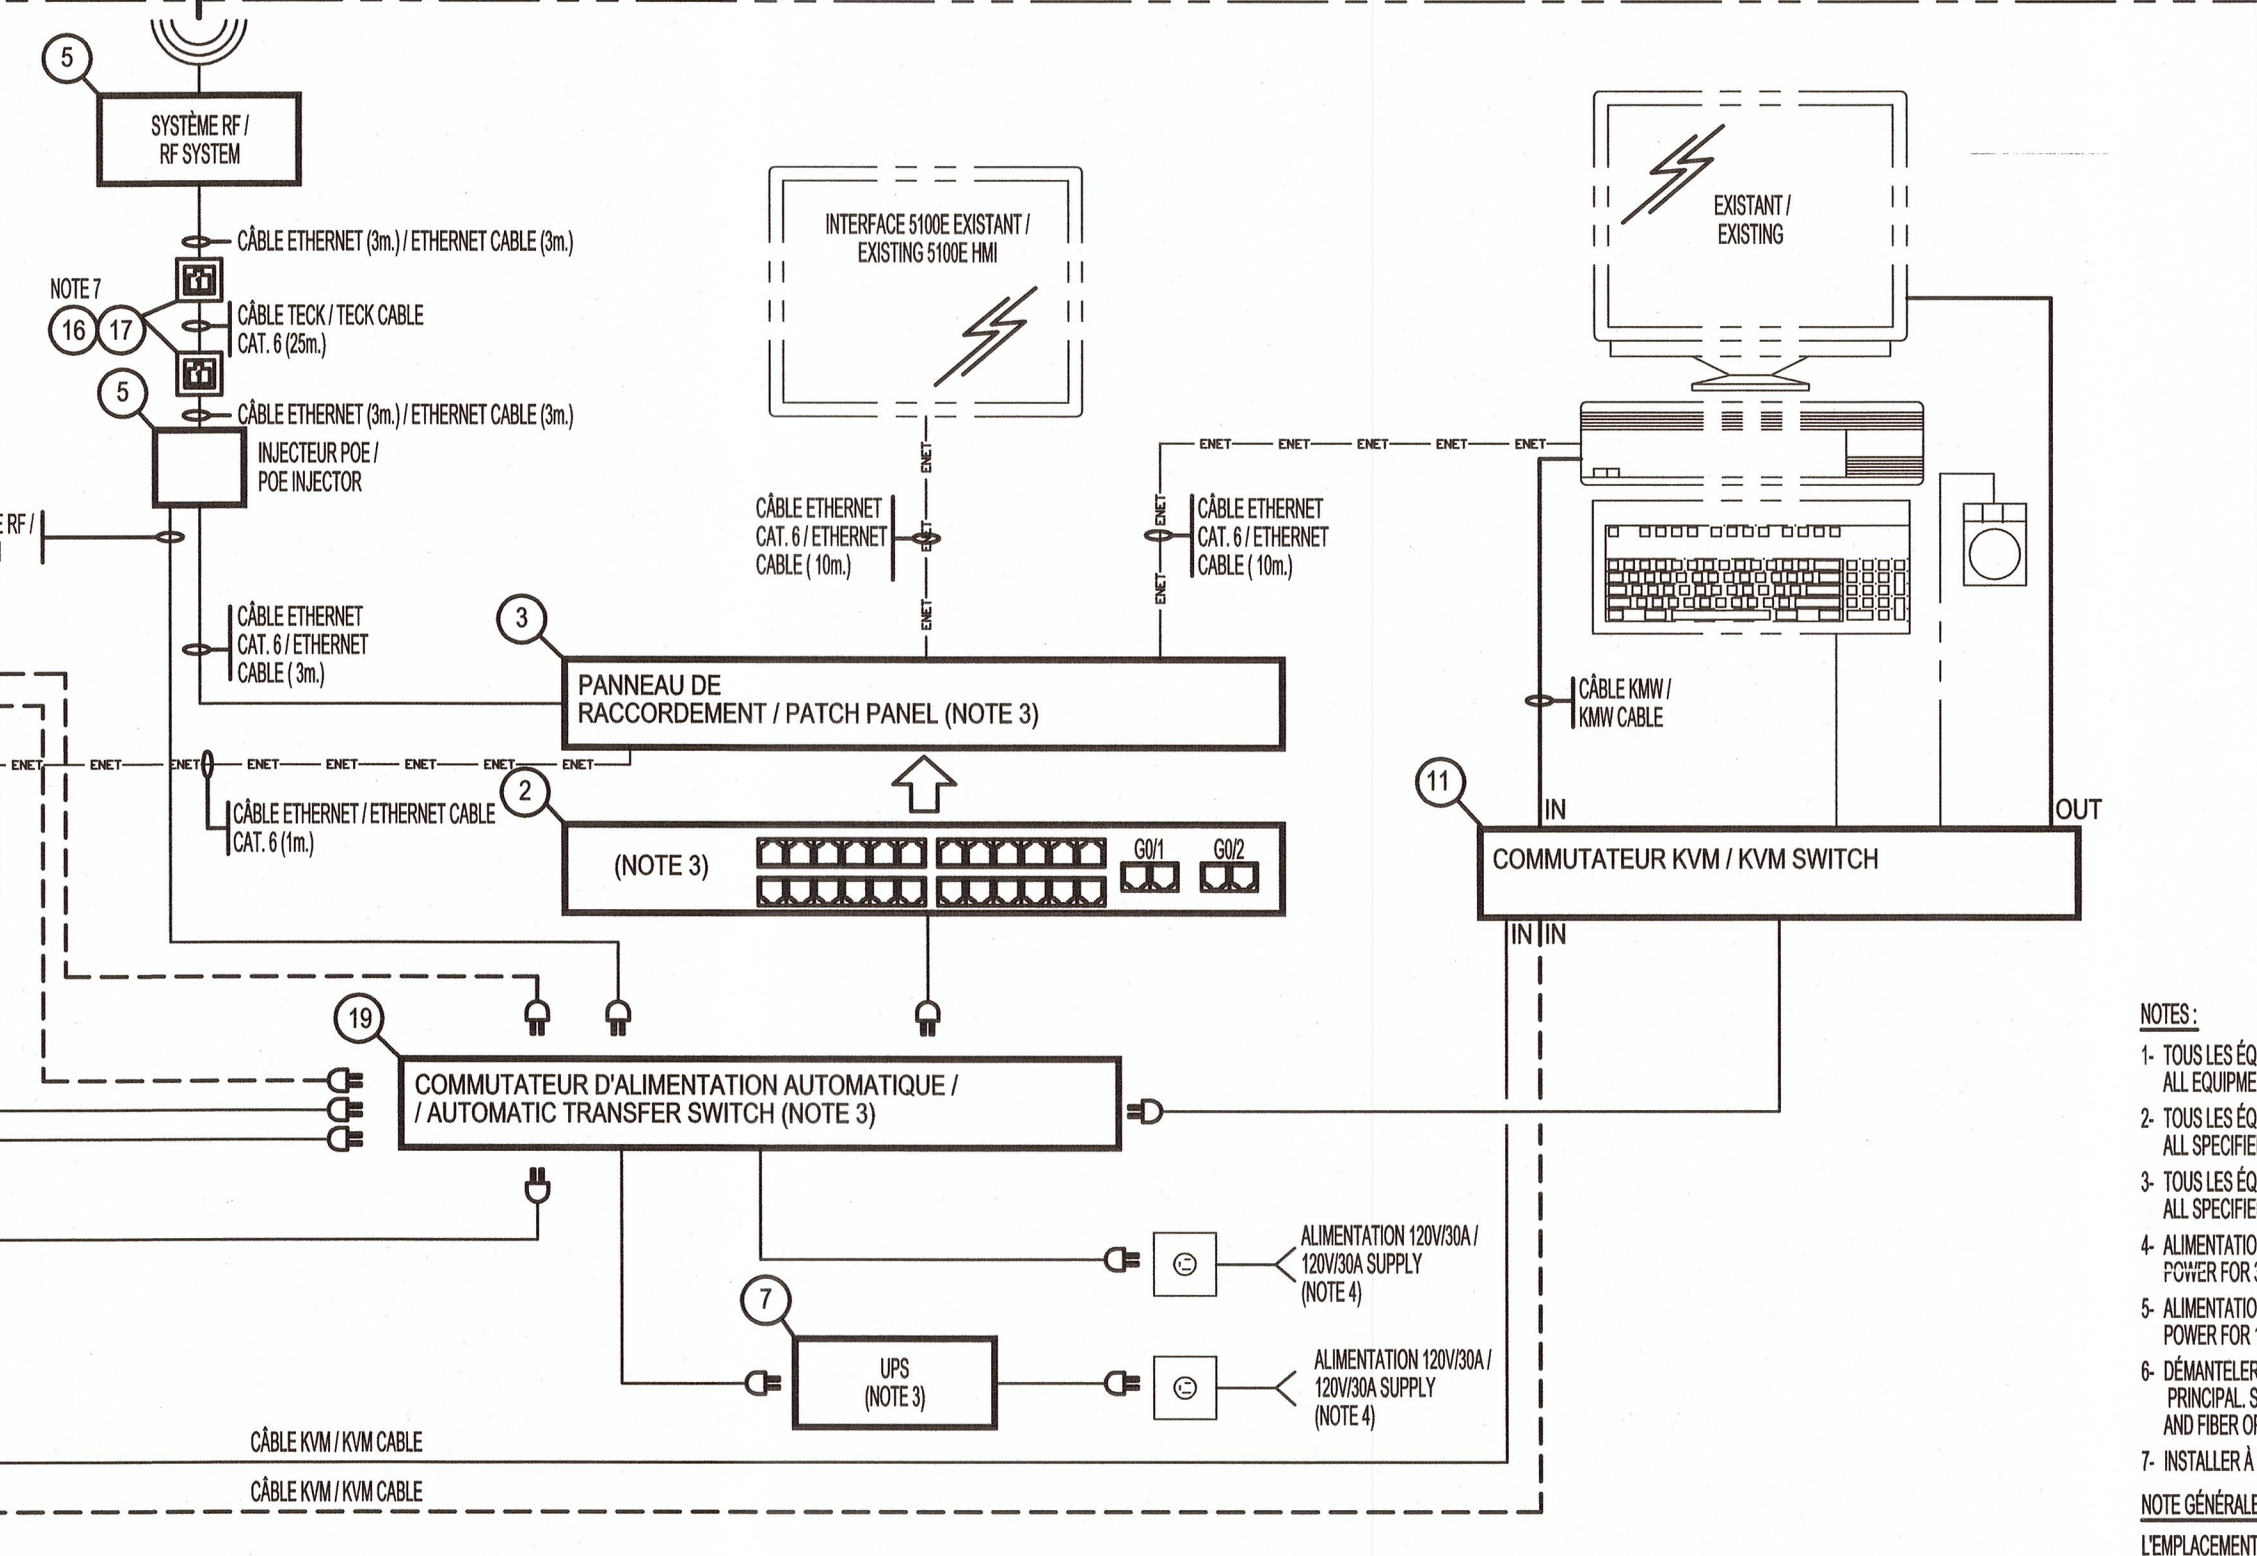 5
SYSTÈME RF /
RF SYSTEM
CÂBLE ETHERNET (3m.) / ETHERNET CABLE (3m.)
NOTE 7
16
17
CÂBLE TECK / TECK CABLE
CAT. 6 (25m.)
5
CÂBLE ETHERNET (3m.) / ETHERNET CABLE (3m.)
INJECTEUR POE /
POE INJECTOR
E RF /
CÂBLE ETHERNET
CAT. 6 / ETHERNET
CABLE ( 3m.)
INTERFACE 5100E EXISTANT /
EXISTING 5100E HMI
ENET
ENET
ENET
CÂBLE ETHERNET
CAT. 6 / ETHERNET
CABLE ( 10m.)
ENET ENET ENET ENET ENET
ENET
ENET
CÂBLE ETHERNET
CAT. 6 / ETHERNET
CABLE ( 10m.)
EXISTANT /
EXISTING
CÂBLE KMW /
KMW CABLE
3
PANNEAU DE
RACCORDEMENT / PATCH PANEL (NOTE 3)
ENET ENET ENET ENET ENET ENET ENET ENET
CÂBLE ETHERNET / ETHERNET CABLE
CAT. 6 (1m.)
2
(NOTE 3)
G0/1
G0/2
11
IN
OUT
COMMUTATEUR KVM / KVM SWITCH
IN
IN
19
COMMUTATEUR D'ALIMENTATION AUTOMATIQUE /
/ AUTOMATIC TRANSFER SWITCH (NOTE 3)
ALIMENTATION 120V/30A /
120V/30A SUPPLY
(NOTE 4)
7
UPS
(NOTE 3)
ALIMENTATION 120V/30A /
120V/30A SUPPLY
(NOTE 4)
CÂBLE KVM / KVM CABLE
CÂBLE KVM / KVM CABLE
NOTES :
1- TOUS LES ÉQ
ALL EQUIPME
2- TOUS LES ÉQ
ALL SPECIFIE
3- TOUS LES ÉQ
ALL SPECIFIE
4- ALIMENTATIO
POWER FOR 3
5- ALIMENTATIO
POWER FOR
6- DÉMANTELER
PRINCIPAL. S
AND FIBER OP
7- INSTALLER À
NOTE GÉNÉRALE
L'EMPLACEMENT